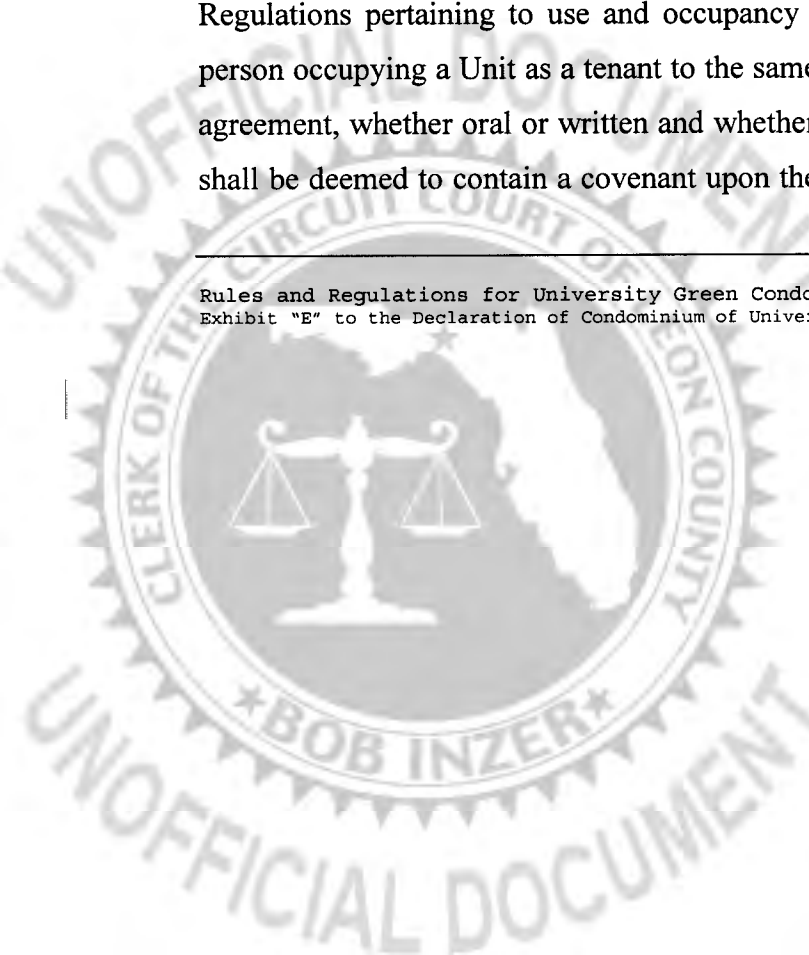 Regulations pertaining to use and occupancy
person occupying a Unit as a tenant to the same
agreement, whether oral or written and whether
shall be deemed to contain a covenant upon the
Rules and Regulations for University Green Condo
Exhibit "E" to the Declaration of Condominium of Unive
UNOFFICIAL DOCUMENT
CLERK OF THE CIRCUIT COURT OF LEON COUNTY
★BOB INZER★
UNOFFICIAL DOCUMENT